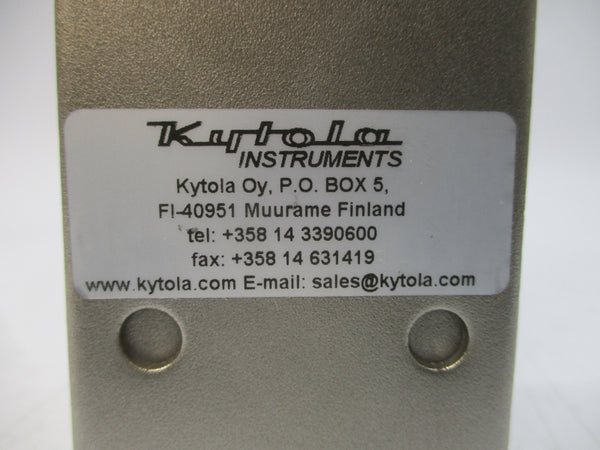 Kytola
INSTRUMENTS
Kytola Oy, P.O. BOX 5,
FI-40951 Muurame Finland
tel: +358 14 3390600
fax: +358 14 631419
www.kytola.com E-mail: sales@kytola.com